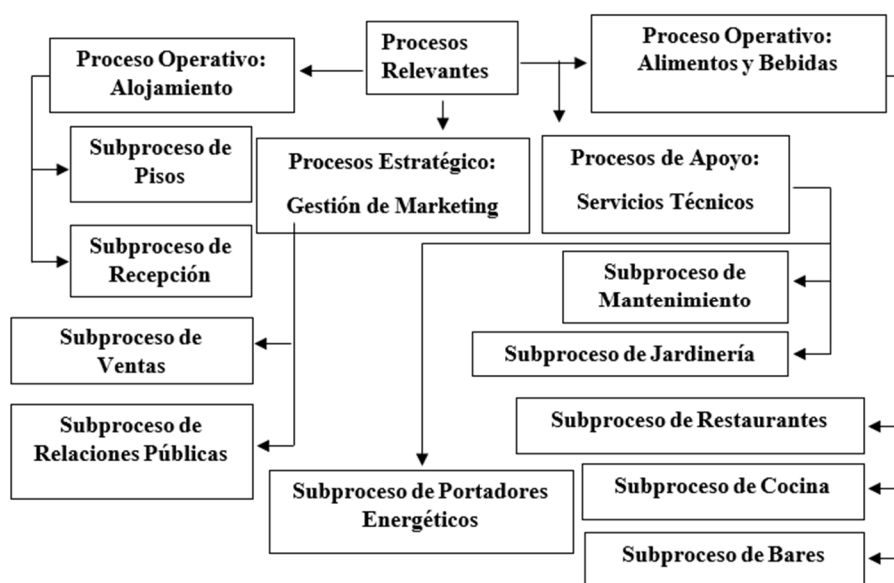 Procesos
Relevantes
Proceso Operativo:
Alojamiento
Proceso Operativo:
Alimentos y Bebidas
Subproceso de
Pisos
Procesos Estratégico:
Gestión de Marketing
Procesos de Apoyo:
Servicios Técnicos
Subproceso de
Recepción
Subproceso de
Mantenimiento
Subproceso de
Ventas
Subproceso de Jardinería
Subproceso de
Relaciones Públicas
Subproceso de Restaurantes
Subproceso de Portadores
Energéticos
Subproceso de Cocina
Subproceso de Bares